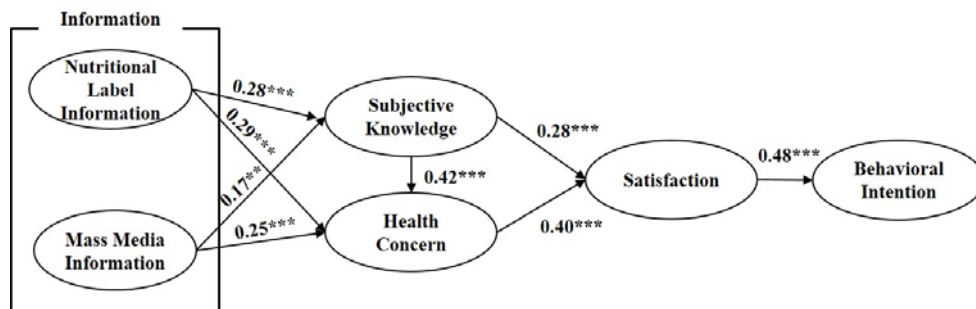 Information
Nutritional
Label
Information
0.28***
0.29***
0.17**
0.25***
Mass Media
Information
Subjective
Knowledge
0.42***
Health
Concern
0.28***
0.40***
Satisfaction
0.48***
Behavioral
Intention